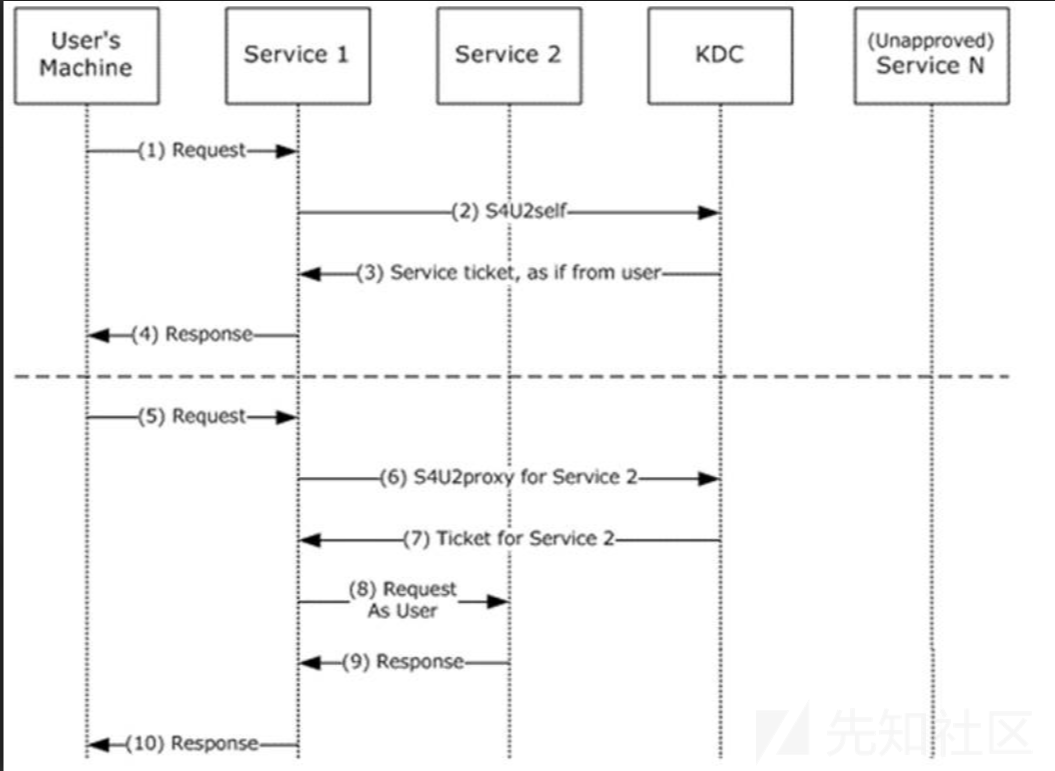 User's
Machine
Service 1
Service 2
KDC
(Unapproved)
Service N
(1) Request
(2) S4U2self
(3) Service ticket, as if from user
(4) Response
(5) Request
(6) S4U2proxy for Service 2
(7) Ticket for Service 2
(8) Request
As User
(9) Response
(10) Response
先知社区